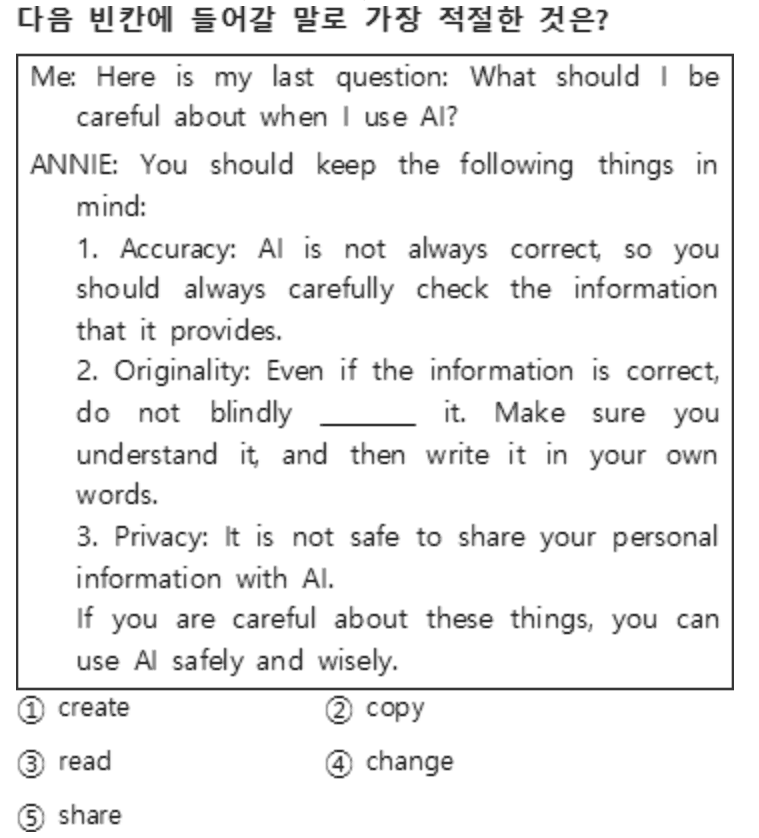 다음 빈칸에 들어갈 말로 가장 적절한 것은?
Me: Here is my last question: What should I be
careful about when I use AI?
ANNIE: You should keep the following things in
mind:
1. Accuracy: AI is not always correct, so you
should always carefully check the information
that it provides.
2. Originality: Even if the information is correct,
do not blindly ______ it. Make sure you
understand it, and then write it in your own
words.
3. Privacy: It is not safe to share your personal
information with AI.
If you are careful about these things, you can
use AI safely and wisely.
① create ② copy
③ read ④ change
⑤ share